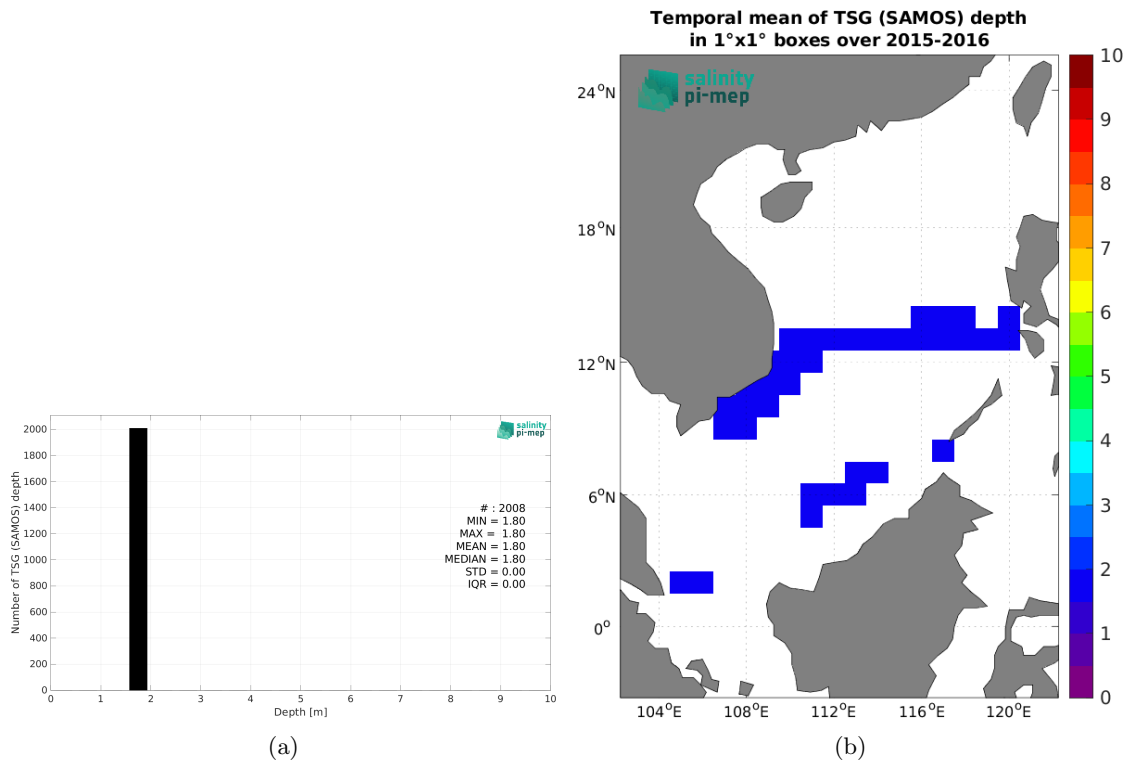 2000
1800
1600
1400
1200
1000
800
600
400
200
0
Number of TSG (SAMOS) depth
salinity
pi-mep
# : 2008
MIN = 1.80
MAX = 1.80
MEAN = 1.80
MEDIAN = 1.80
STD = 0.00
IQR = 0.00
0 1 2 3 4 5 6 7 8 9 10
Depth [m]
(a)
Temporal mean of TSG (SAMOS) depth
in 1°x1° boxes over 2015-2016
salinity
pi-mep
24°N
18°N
12°N
6°N
0°
104°E 108°E 112°E 116°E 120°E
10
9
8
7
6
5
4
3
2
1
0
(b)